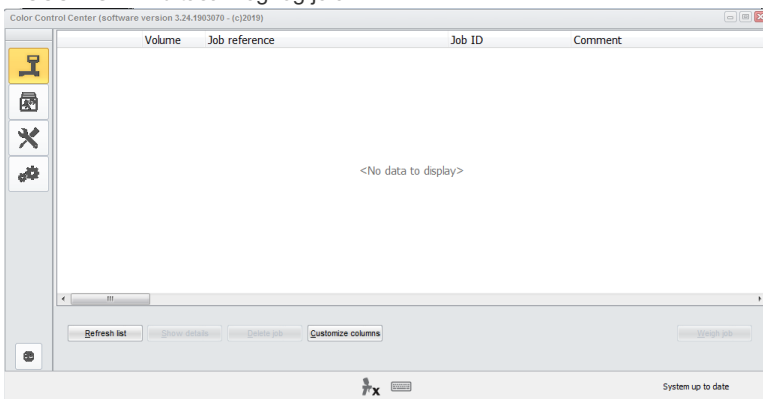 Color Control Center (software version 3.24.1903070 - (c)2019)
Volume Job reference Job ID Comment
<No data to display>
Refresh list Show details Delete job Customize columns Weigh job
System up to date